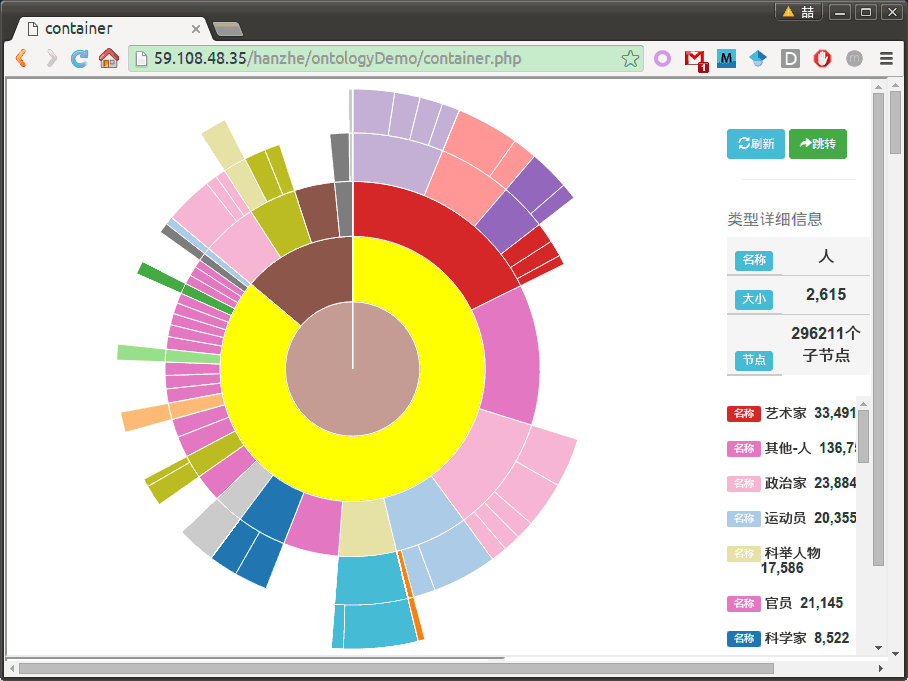 喆
container
59.108.48.35/hanzhe/ontologyDemo/container.php
1
M
D
m
刷新
跳转
类型详细信息
名称 人
大小 2,615
节点 296211个
子节点
名称 艺术家 33,491
名称 其他-人 136,7
名称 政治家 23,884
名称 运动员 20,355
名称 科举人物
17,586
名称 官员 21,145
名称 科学家 8,522